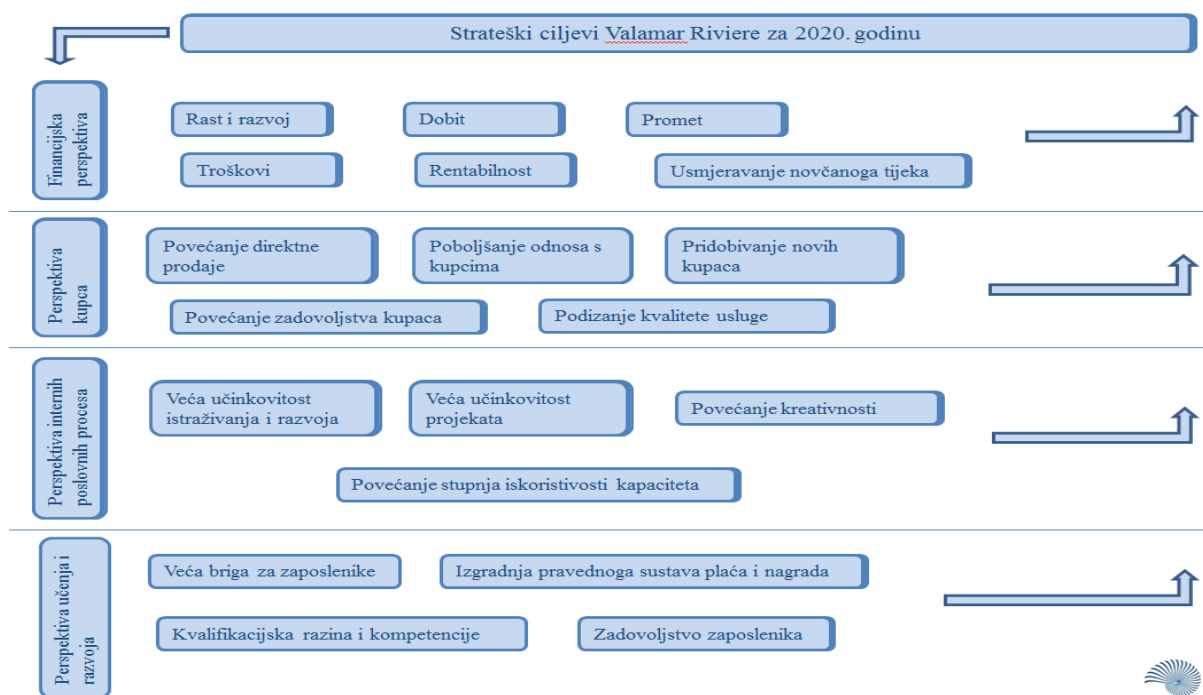 Strateški ciljevi Valamar Riviere za 2020. godinu
Financijska
perspektiva
Rast i razvoj
Dobit
Promet
Troškovi
Rentabilnost
Usmjeravanje novčanoga tijeka
Perspektiva
kupca
Povećanje direktne
prodaje
Poboljšanje odnosa s
kupcima
Pridobivanje novih
kupaca
Povećanje zadovoljstva kupaca
Podizanje kvalitete usluge
Perspektiva internih
poslovnih procesa
Veća učinkovitost
istraživanja i razvoja
Veća učinkovitost
projekata
Povećanje kreativnosti
Povećanje stupnja iskoristivosti kapaciteta
Perspektiva učenja i
razvoja
Veća briga za zaposlenike
Izgradnja pravednoga sustava plaća i nagrada
Kvalifikacijska razina i kompetencije
Zadovoljstvo zaposlenika